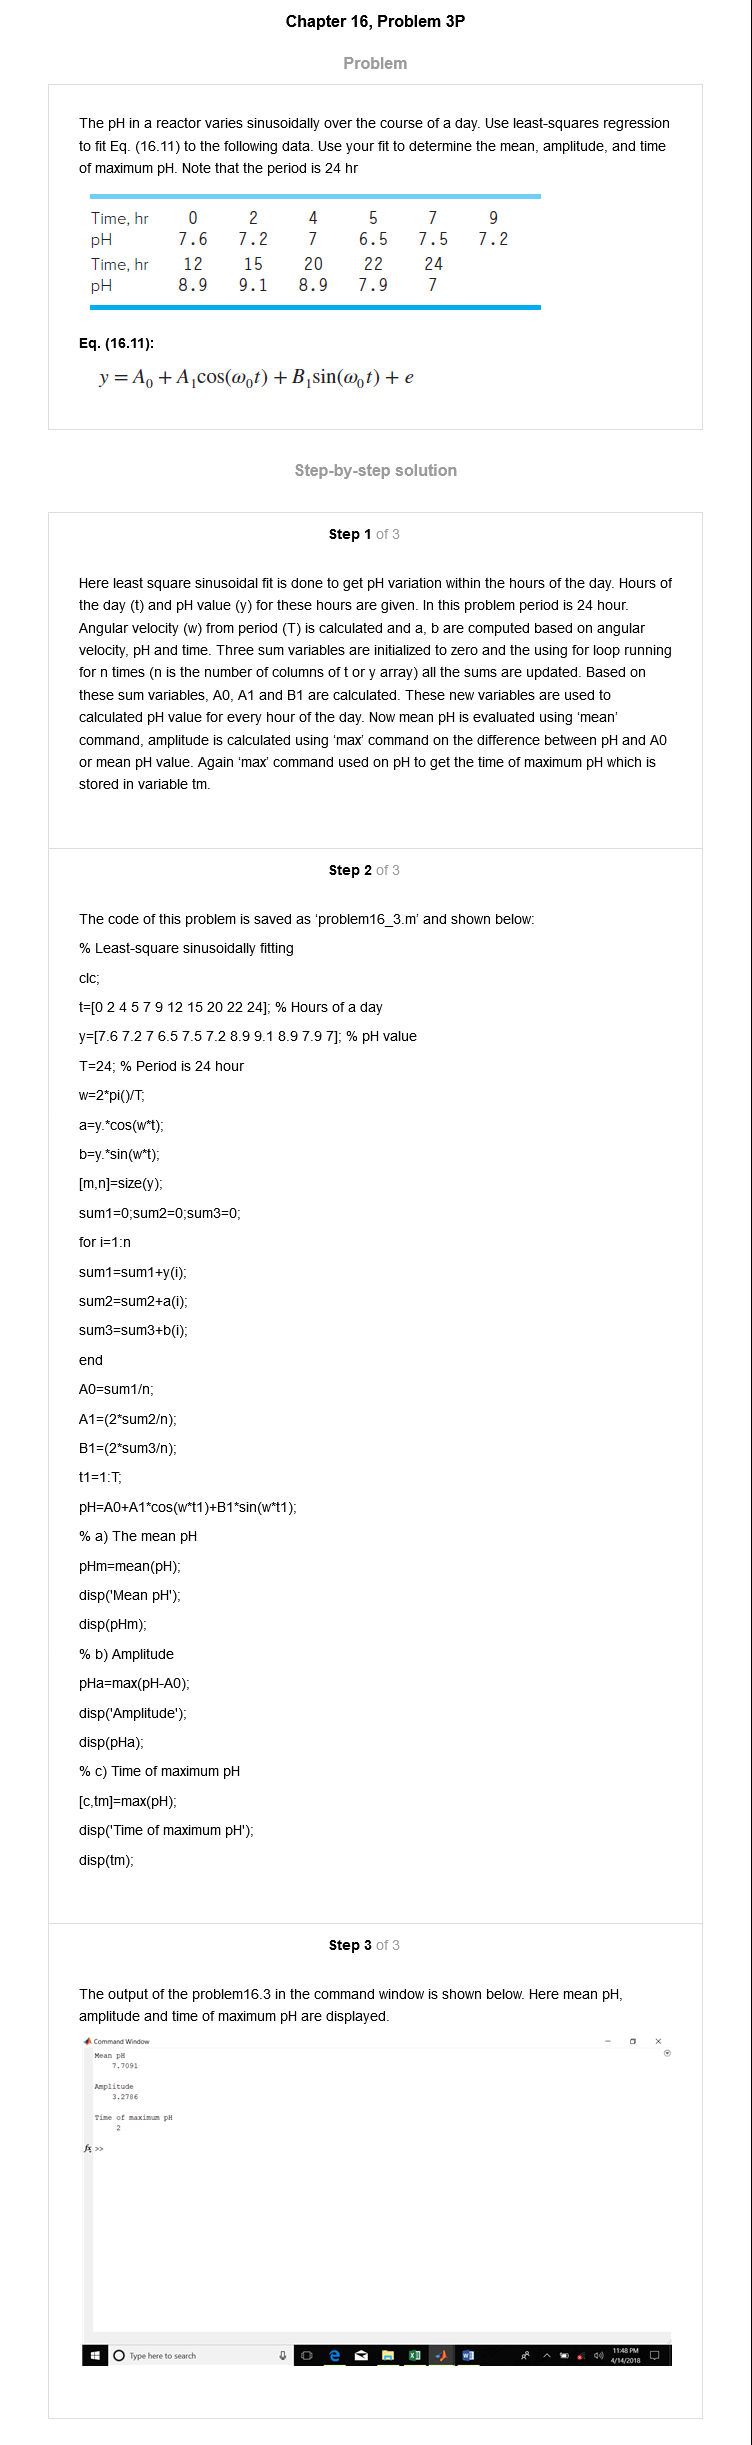 Chapter 16, Problem 3P
Problem
The pH in a reactor varies sinusoidally over the course of a day. Use least-squares regression
to fit Eq. (16.11) to the following data. Use your fit to determine the mean, amplitude, and time
of maximum pH. Note that the period is 24 hr
Time, hr 0 2 4 5 7 9
pH 7.6 7.2 7 6.5 7.5 7.2
Time, hr 12 15 20 22 24
pH 8.9 9.1 8.9 7.9 7
Eq. (16.11):
y = A₀ + A₁cos(ω₀t) + B₁sin(ω₀t) + e
Step-by-step solution
Step 1 of 3
Here least square sinusoidal fit is done to get pH variation within the hours of the day. Hours of
the day (t) and pH value (y) for these hours are given. In this problem period is 24 hour.
Angular velocity (w) from period (T) is calculated and a, b are computed based on angular
velocity, pH and time. Three sum variables are initialized to zero and the using for loop running
for n times (n is the number of columns of t or y array) all the sums are updated. Based on
these sum variables, A0, A1 and B1 are calculated. These new variables are used to
calculated pH value for every hour of the day. Now mean pH is evaluated using ‘mean’
command, amplitude is calculated using ‘max’ command on the difference between pH and A0
or mean pH value. Again ‘max’ command used on pH to get the time of maximum pH which is
stored in variable tm.
Step 2 of 3
The code of this problem is saved as ‘problem16_3.m’ and shown below:
% Least-square sinusoidally fitting
clc;
t=[0 2 4 5 7 9 12 15 20 22 24]; % Hours of a day
y=[7.6 7.2 7 6.5 7.5 7.2 8.9 9.1 8.9 7.9 7]; % pH value
T=24; % Period is 24 hour
w=2*pi()/T;
a=y.*cos(w*t);
b=y.*sin(w*t);
[m,n]=size(y);
sum1=0;sum2=0;sum3=0;
for i=1:n
sum1=sum1+y(i);
sum2=sum2+a(i);
sum3=sum3+b(i);
end
A0=sum1/n;
A1=(2*sum2/n);
B1=(2*sum3/n);
t1=1:T;
pH=A0+A1*cos(w*t1)+B1*sin(w*t1);
% a) The mean pH
pHm=mean(pH);
disp('Mean pH');
disp(pHm);
% b) Amplitude
pHa=max(pH-A0);
disp('Amplitude');
disp(pHa);
% c) Time of maximum pH
[c,tm]=max(pH);
disp('Time of maximum pH');
disp(tm);
Step 3 of 3
The output of the problem16.3 in the command window is shown below. Here mean pH,
amplitude and time of maximum pH are displayed.
Command Window
Mean pH
7.7091
Amplitude
3.2786
Time of maximum pH
2
fx >>
Type here to search
11:48 PM
4/14/2018